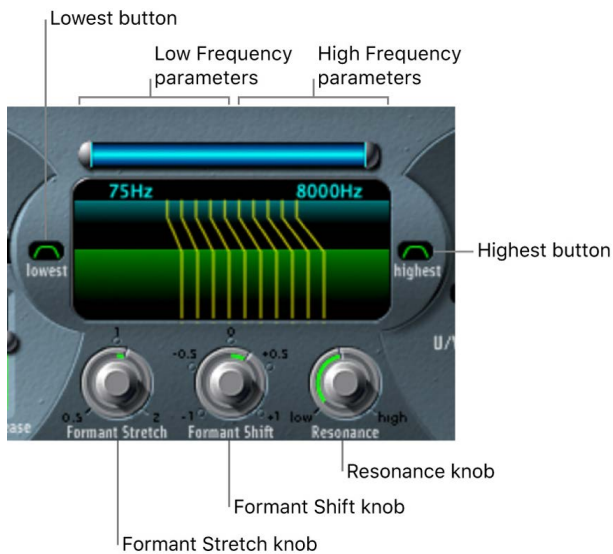 Lowest button
Low Frequency
parameters
High Frequency
parameters
75Hz
8000Hz
lowest
highest
Highest button
U/V
1
0
-0.5
+0.5
0.5
2
-1
+1
low
high
ease
Formant Stretch
Formant Shift
Resonance
Resonance knob
Formant Shift knob
Formant Stretch knob